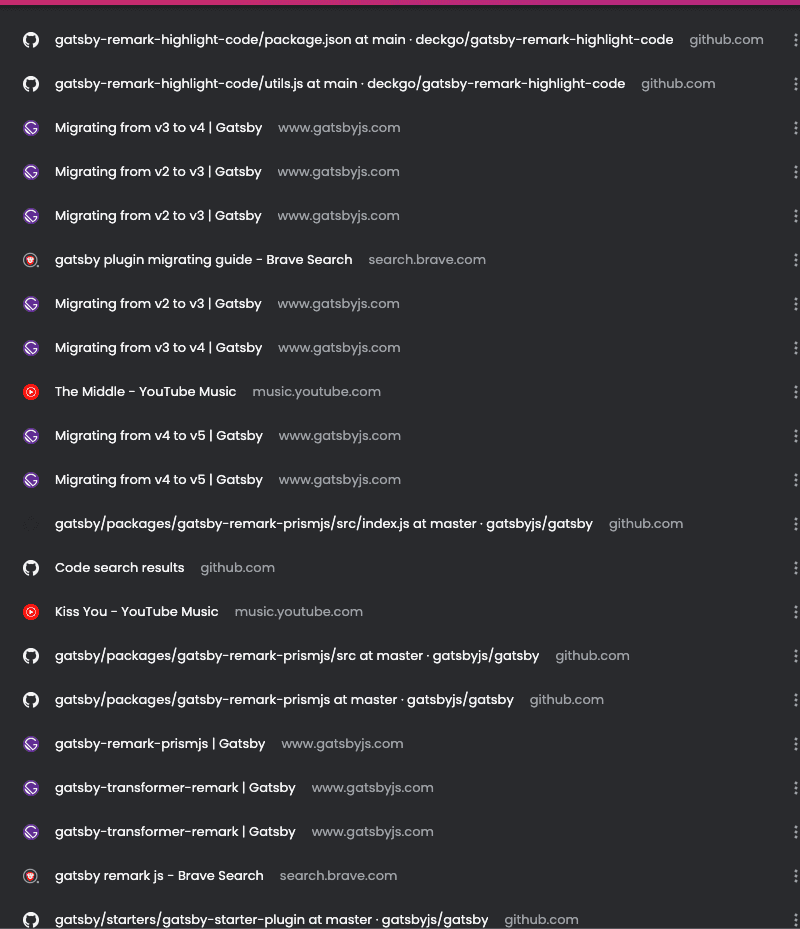 gatsby-remark-highlight-code/package.json at main · deckgo/gatsby-remark-highlight-code github.com
gatsby-remark-highlight-code/utils.js at main · deckgo/gatsby-remark-highlight-code github.com
Migrating from v3 to v4 | Gatsby www.gatsbyjs.com
Migrating from v2 to v3 | Gatsby www.gatsbyjs.com
Migrating from v2 to v3 | Gatsby www.gatsbyjs.com
gatsby plugin migrating guide - Brave Search search.brave.com
Migrating from v2 to v3 | Gatsby www.gatsbyjs.com
Migrating from v3 to v4 | Gatsby www.gatsbyjs.com
The Middle - YouTube Music music.youtube.com
Migrating from v4 to v5 | Gatsby www.gatsbyjs.com
Migrating from v4 to v5 | Gatsby www.gatsbyjs.com
gatsby/packages/gatsby-remark-prismjs/src/index.js at master · gatsbyjs/gatsby github.com
Code search results github.com
Kiss You - YouTube Music music.youtube.com
gatsby/packages/gatsby-remark-prismjs/src at master · gatsbyjs/gatsby github.com
gatsby/packages/gatsby-remark-prismjs at master · gatsbyjs/gatsby github.com
gatsby-remark-prismjs | Gatsby www.gatsbyjs.com
gatsby-transformer-remark | Gatsby www.gatsbyjs.com
gatsby-transformer-remark | Gatsby www.gatsbyjs.com
gatsby remark js - Brave Search search.brave.com
gatsby/starters/gatsby-starter-plugin at master · gatsbyjs/gatsby github.com